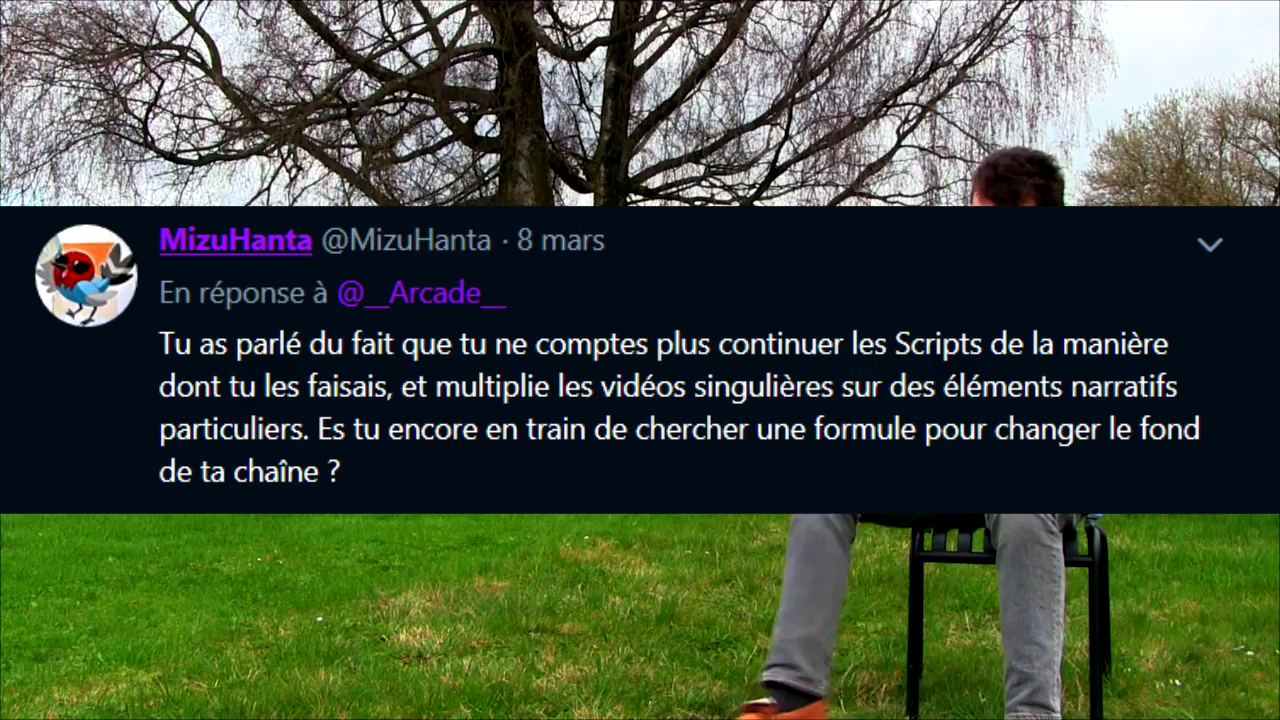 MizuHanta @MizuHanta · 8 mars
En réponse à @__Arcade__
Tu as parlé du fait que tu ne comptes plus continuer les Scripts de la manière
dont tu les faisais, et multiplie les vidéos singulières sur des éléments narratifs
particuliers. Es tu encore en train de chercher une formule pour changer le fond
de ta chaîne ?